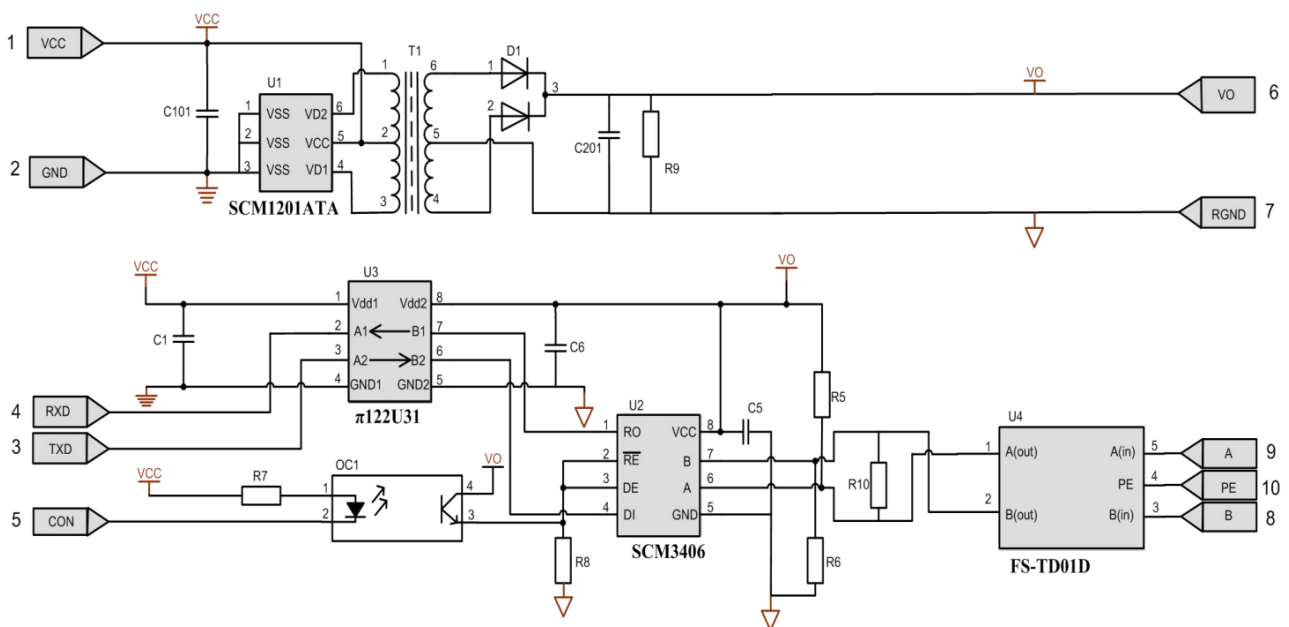 VCC
1 VCC T1 D1
U1 1 6 1 VO
C101 1 VSS VD2 6 3 VO 6
2 VSS VCC 5 2 5 2 C201 R9
2 GND 3 VSS VD1 4 3 4 RGND 7
SCM1201ATA
VCC U3 VO
1 Vdd1 Vdd2 8
C1 2 A1 B1 7 C6
3 A2 B2 6
4 GND1 GND2 5 R5
4 RXD π122U31 U2 C5 U4
3 TXD 1 RO VCC 8 1 A(out) A(in) 5 A 9
VCC R7 OC1 VO 2 RE B 7 R10 PE 4 PE 10
1 4 3 DE A 6 2 B(out) B(in) 3 B 8
5 CON 2 3 4 DI GND 5
SCM3406 R6 FS-TD01D
R8